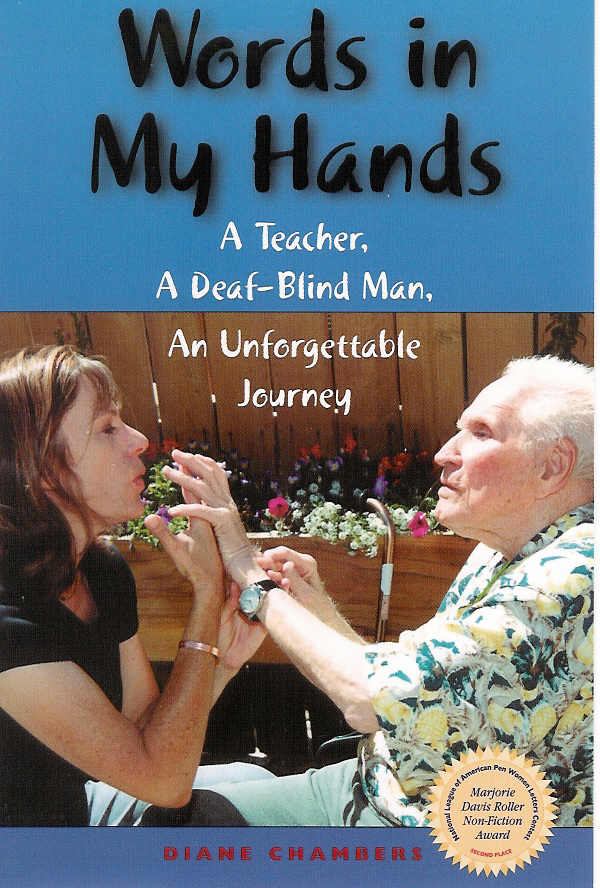 Words in
My Hands
A Teacher,
A Deaf-Blind Man,
An Unforgettable
Journey
National League of American Pen Women Letters Contest
Marjorie
Davis Roller
Non-Fiction
Award
SECOND PLACE
DIANE CHAMBERS